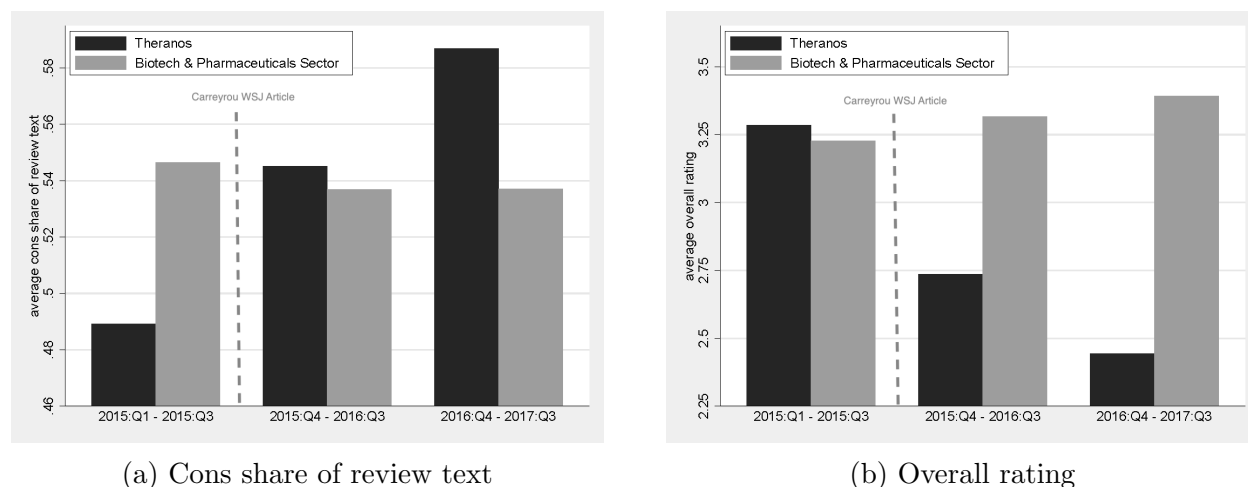 Theranos
Biotech & Pharmaceuticals Sector
Carreyrou WSJ Article
average cons share of review text
.58
.56
.54
.52
.5
.48
.46
2015:Q1 - 2015:Q3
2015:Q4 - 2016:Q3
2016:Q4 - 2017:Q3
(a) Cons share of review text
Theranos
Biotech & Pharmaceuticals Sector
Carreyrou WSJ Article
average overall rating
3.5
3.25
3
2.75
2.5
2.25
2015:Q1 - 2015:Q3
2015:Q4 - 2016:Q3
2016:Q4 - 2017:Q3
(b) Overall rating